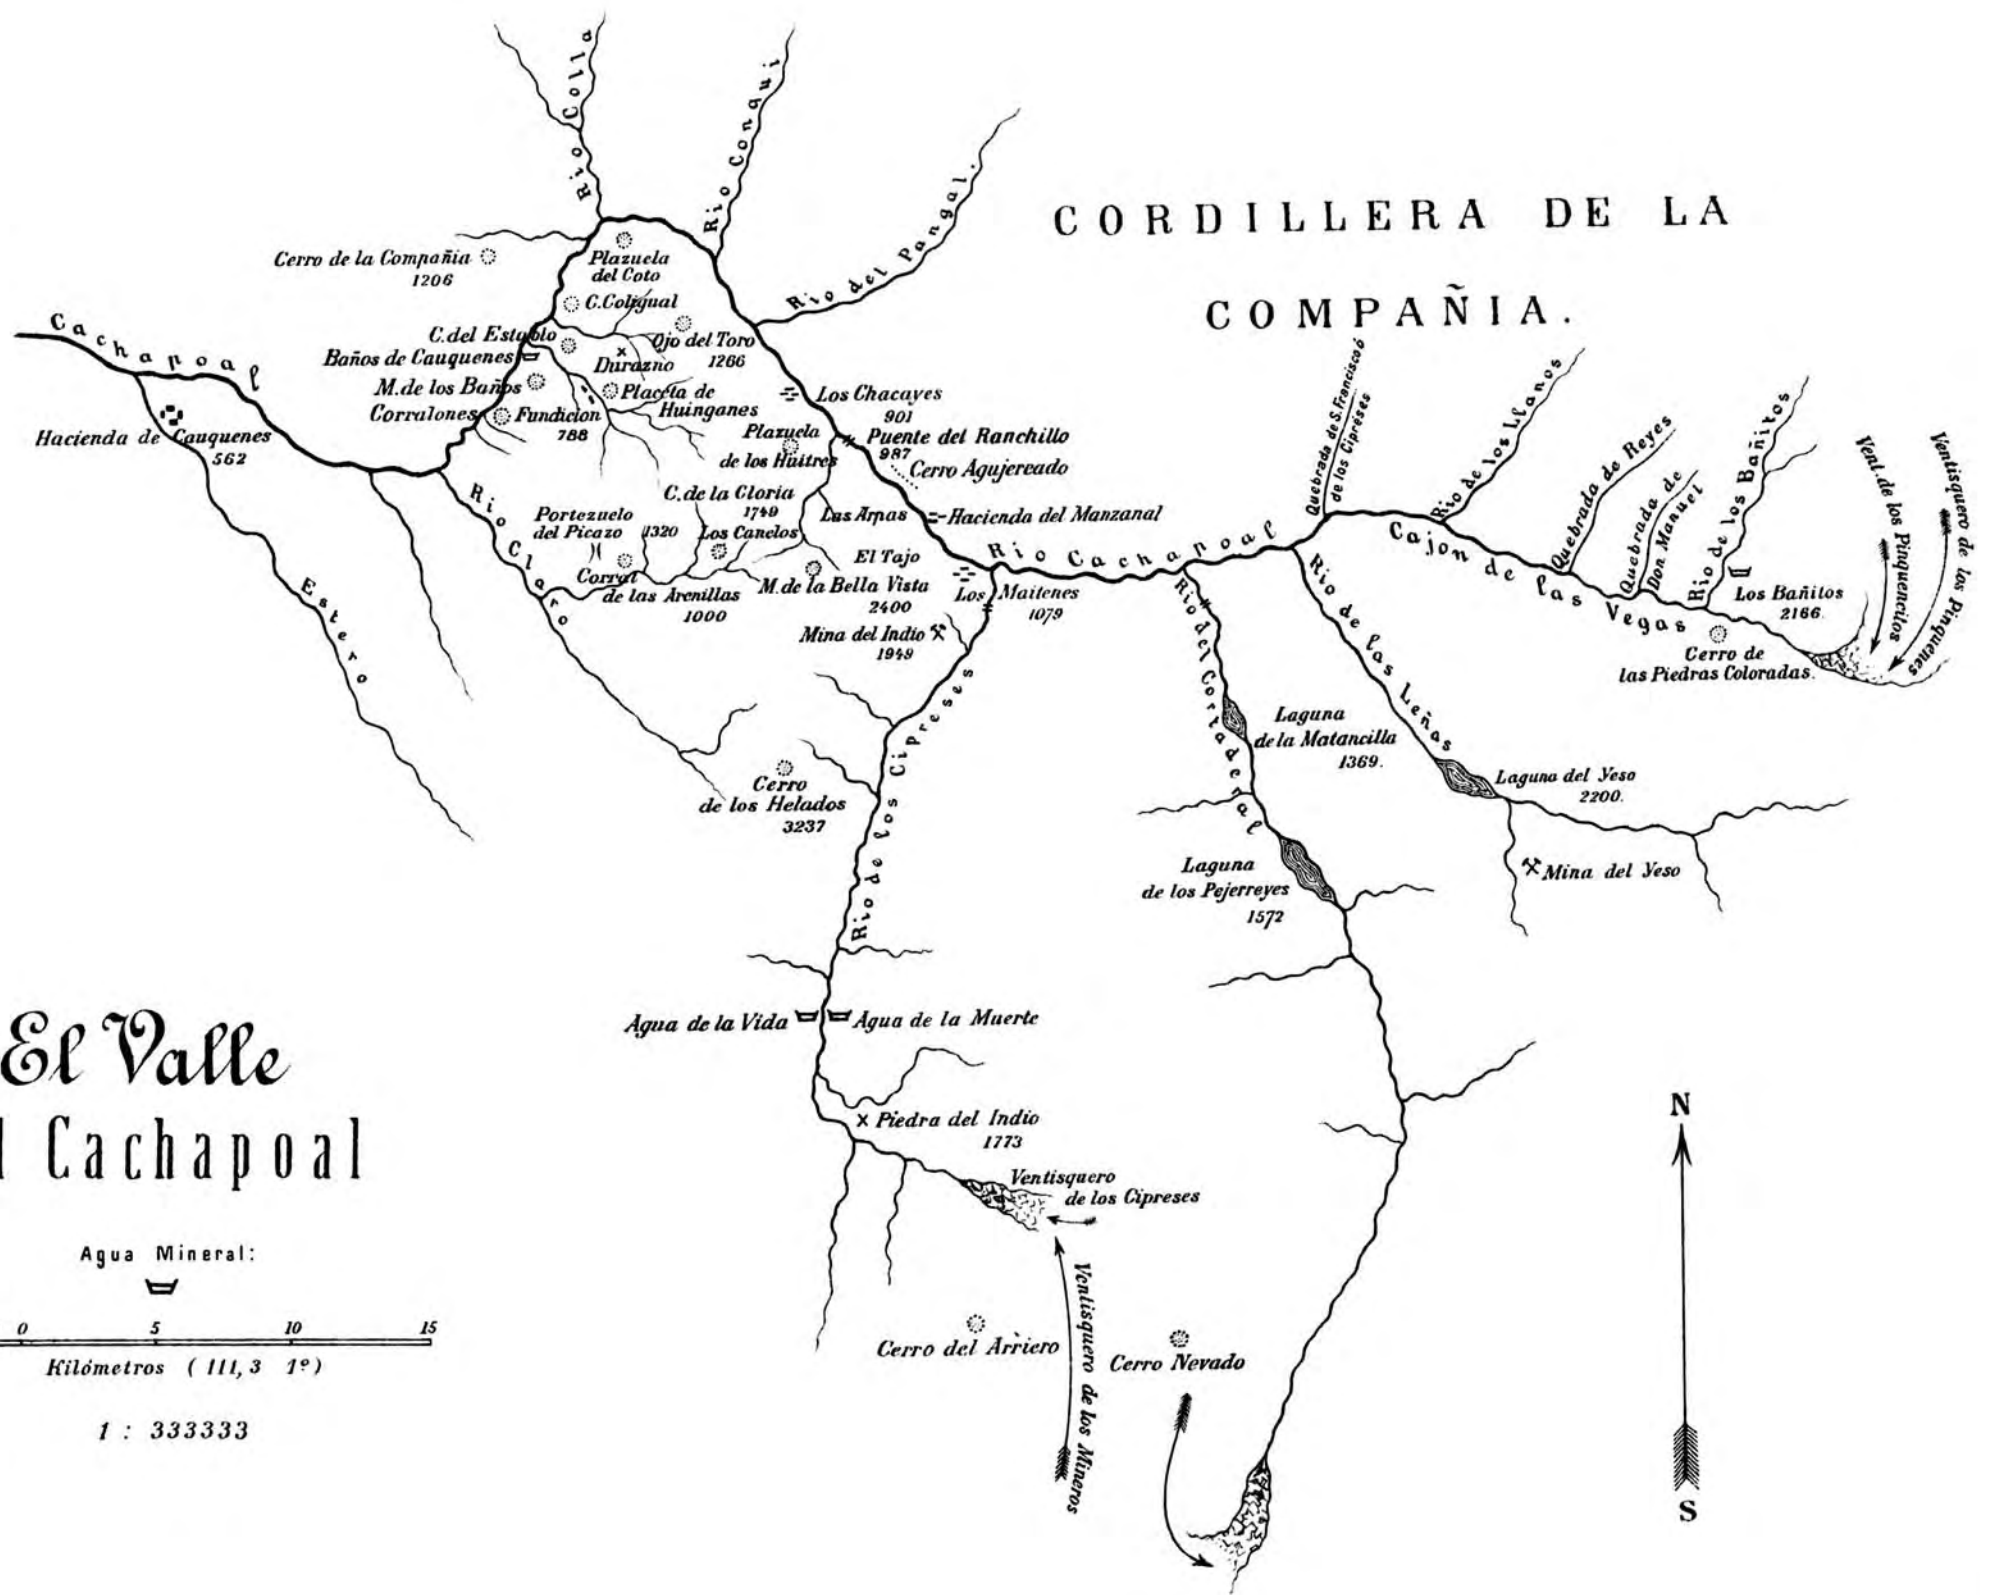 Rio Colla
Rio Conqui
Rio del Pangal.
CORDILLERA DE LA
COMPAÑIA.
Cerro de la Compañia
1206
Plazuela
del Coto
C. Coligual
Cachapoal
C. del Establo
Ojo del Toro
1266
Baños de Cauquenes
Durazno
M. de los Baños
Placeta de
Huinganes
Corralones
Fundicion
788
Los Chacayes
901
Hacienda de Cauquenes
562
Plazuela
de los Huitres
Puente del Ranchillo
987
Cerro Agujereado
Quebrada de S. Francisco ó
de los Cipreses
Rio de los Llanos
Quebrada de Reyes
Quebrada de
Don Manuel
Rio de los Bañitos
Vent. de los Pinquencitos
Ventisquero de los Pinquenes
C. de la Gloria
1749
Las Arpas
Hacienda del Manzanal
Portezuelo
del Picazo
1320
Los Canelos
Rio Claro
El Tajo
Rio Cachapoal
Cajon de las Vegas
Corral
de las Arenillas
1000
M. de la Bella Vista
2400
Los Maitenes
1079
Los Bañitos
2166.
Estero
Mina del Indio
1949
Rio del Cortaderal
Rio de las Leñas
Cerro de
las Piedras Coloradas.
Rio de los Cipreses
Laguna
de la Matancilla
1369.
Cerro
de los Helados
3237
Laguna del Yeso
2200.
Laguna
de los Pejerreyes
1572
Mina del Yeso
Agua de la Vida
Agua de la Muerte
El Valle
l Cachapoal
Piedra del Indio
1773
N
Ventisquero
de los Cipreses
Agua Mineral:
Ventisquero de los Mineros
0 5 10 15
Kilómetros (111,3 1º)
Cerro del Arriero
Cerro Nevado
1 : 333333
S